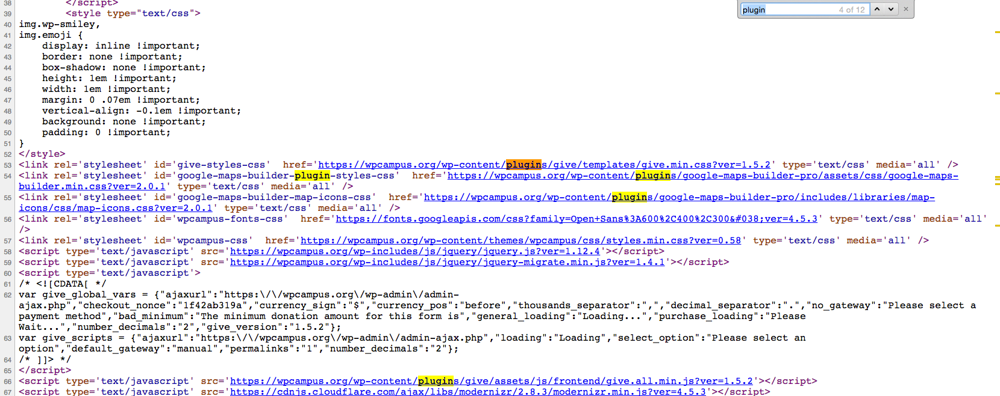 plugin 4 of 12
38 </script>
39 <style type="text/css">
40 img.wp-smiley,
41 img.emoji {
42 display: inline !important;
43 border: none !important;
44 box-shadow: none !important;
45 height: 1em !important;
46 width: 1em !important;
47 margin: 0 .07em !important;
48 vertical-align: -0.1em !important;
49 background: none !important;
50 padding: 0 !important;
51 }
52 </style>
53 <link rel='stylesheet' id='give-styles-css'  href='https://wpcampus.org/wp-content/plugins/give/templates/give.min.css?ver=1.5.2' type='text/css' media='all' />
54 <link rel='stylesheet' id='google-maps-builder-plugin-styles-css'  href='https://wpcampus.org/wp-content/plugins/google-maps-builder-pro/assets/css/google-maps-
builder.min.css?ver=2.0.1' type='text/css' media='all' />
55 <link rel='stylesheet' id='google-maps-builder-map-icons-css'  href='https://wpcampus.org/wp-content/plugins/google-maps-builder-pro/includes/libraries/map-
icons/css/map-icons.css?ver=2.0.1' type='text/css' media='all' />
56 <link rel='stylesheet' id='wpcampus-fonts-css'  href='https://fonts.googleapis.com/css?family=Open+Sans%3A600%2C400%2C300&#038;ver=4.5.3' type='text/css' media='all'
/>
57 <link rel='stylesheet' id='wpcampus-css'  href='https://wpcampus.org/wp-content/themes/wpcampus/css/styles.min.css?ver=0.58' type='text/css' media='all' />
58 <script type='text/javascript' src='https://wpcampus.org/wp-includes/js/jquery/jquery.js?ver=1.12.4'></script>
59 <script type='text/javascript' src='https://wpcampus.org/wp-includes/js/jquery/jquery-migrate.min.js?ver=1.4.1'></script>
60 <script type='text/javascript'>
61 /* <![CDATA[ */
62 var give_global_vars = {"ajaxurl":"https:\/\/wpcampus.org\/wp-admin\/admin-
ajax.php","checkout_nonce":"1f42ab319a","currency_sign":"$","currency_pos":"before","thousands_separator":",","decimal_separator":".","no_gateway":"Please select a
payment method","bad_minimum":"The minimum donation amount for this form is","general_loading":"Loading...","purchase_loading":"Please
Wait...","number_decimals":"2","give_version":"1.5.2"};
63 var give_scripts = {"ajaxurl":"https:\/\/wpcampus.org\/wp-admin\/admin-ajax.php","loading":"Loading","select_option":"Please select an
option","default_gateway":"manual","permalinks":"1","number_decimals":"2"};
64 /* ]]> */
65 </script>
66 <script type='text/javascript' src='https://wpcampus.org/wp-content/plugins/give/assets/js/frontend/give.all.min.js?ver=1.5.2'></script>
67 <script type='text/javascript' src='https://cdnjs.cloudflare.com/ajax/libs/modernizr/2.8.3/modernizr.min.js?ver=4.5.3'></script>